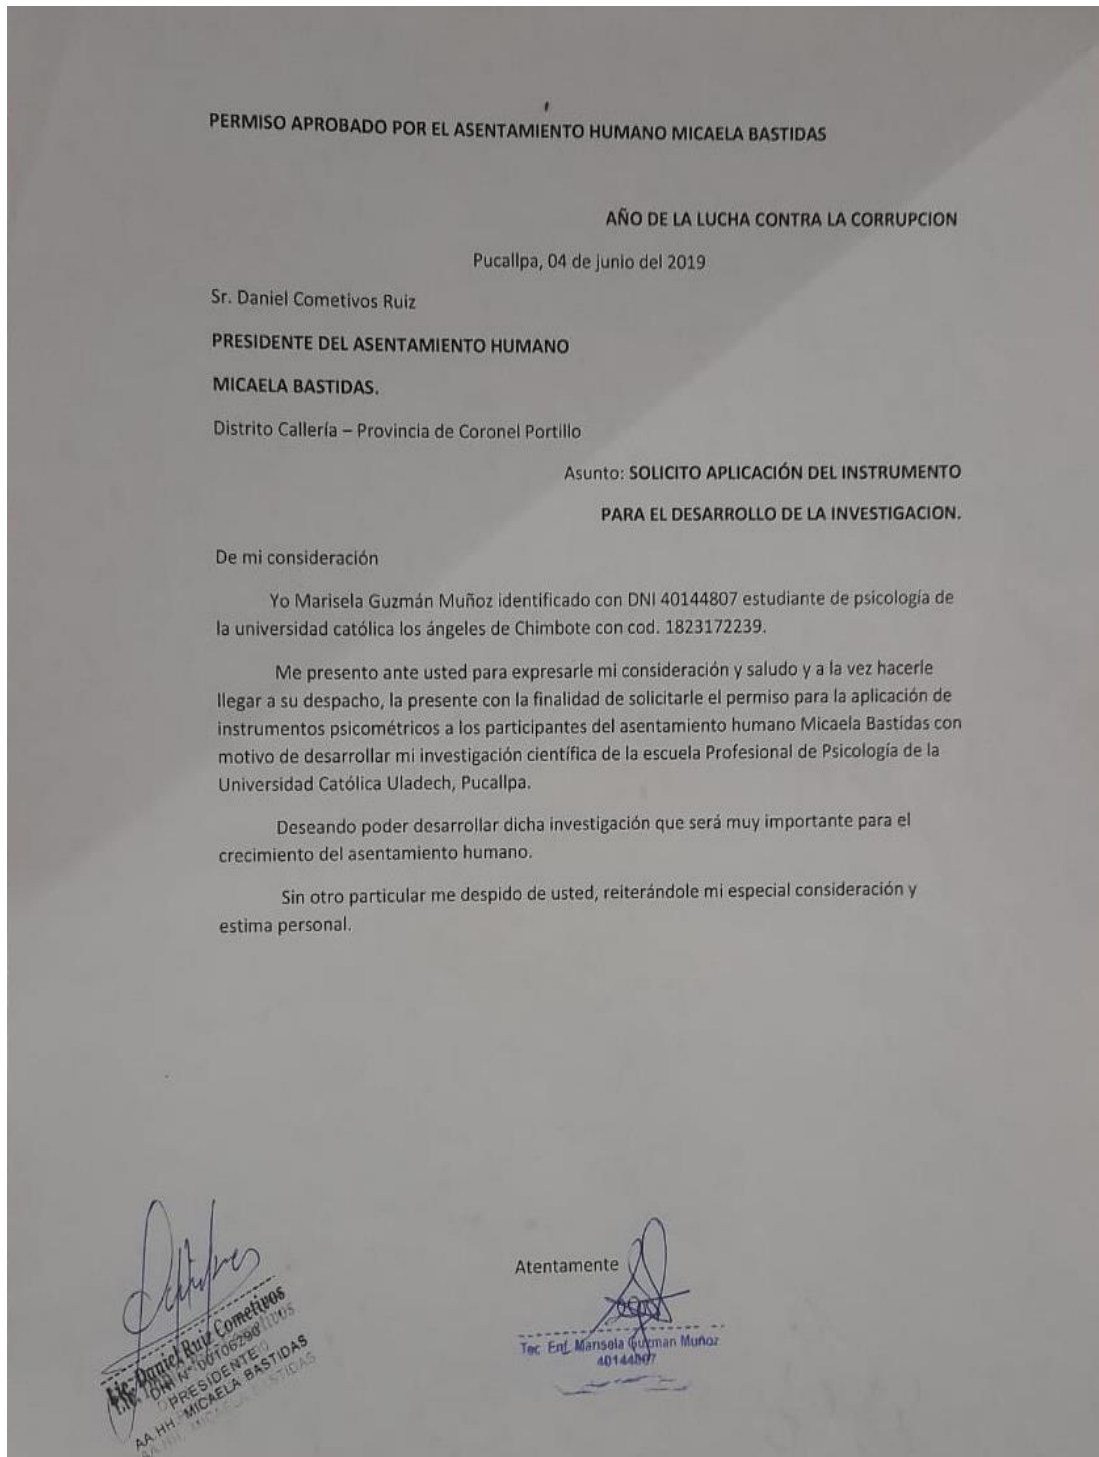 PERMISO APROBADO POR EL ASENTAMIENTO HUMANO MICAELA BASTIDAS
AÑO DE LA LUCHA CONTRA LA CORRUPCION
Pucallpa, 04 de junio del 2019
Sr. Daniel Cometivos Ruiz
PRESIDENTE DEL ASENTAMIENTO HUMANO
MICAELA BASTIDAS.
Distrito Callería – Provincia de Coronel Portillo
Asunto: SOLICITO APLICACIÓN DEL INSTRUMENTO
PARA EL DESARROLLO DE LA INVESTIGACION.
De mi consideración
Yo Marisela Guzmán Muñoz identificado con DNI 40144807 estudiante de psicología de
la universidad católica los ángeles de Chimbote con cod. 1823172239.
Me presento ante usted para expresarle mi consideración y saludo y a la vez hacerle
llegar a su despacho, la presente con la finalidad de solicitarle el permiso para la aplicación de
instrumentos psicométricos a los participantes del asentamiento humano Micaela Bastidas con
motivo de desarrollar mi investigación científica de la escuela Profesional de Psicología de la
Universidad Católica Uladech, Pucallpa.
Deseando poder desarrollar dicha investigación que será muy importante para el
crecimiento del asentamiento humano.
Sin otro particular me despido de usted, reiterándole mi especial consideración y
estima personal.
Atentamente
Lic. Daniel Ruiz Cometivos
DNI N° 00106290
PRESIDENTE
AA.HH. MICAELA BASTIDAS
Tec. Enf. Marisela Guzman Muñoz
40144807